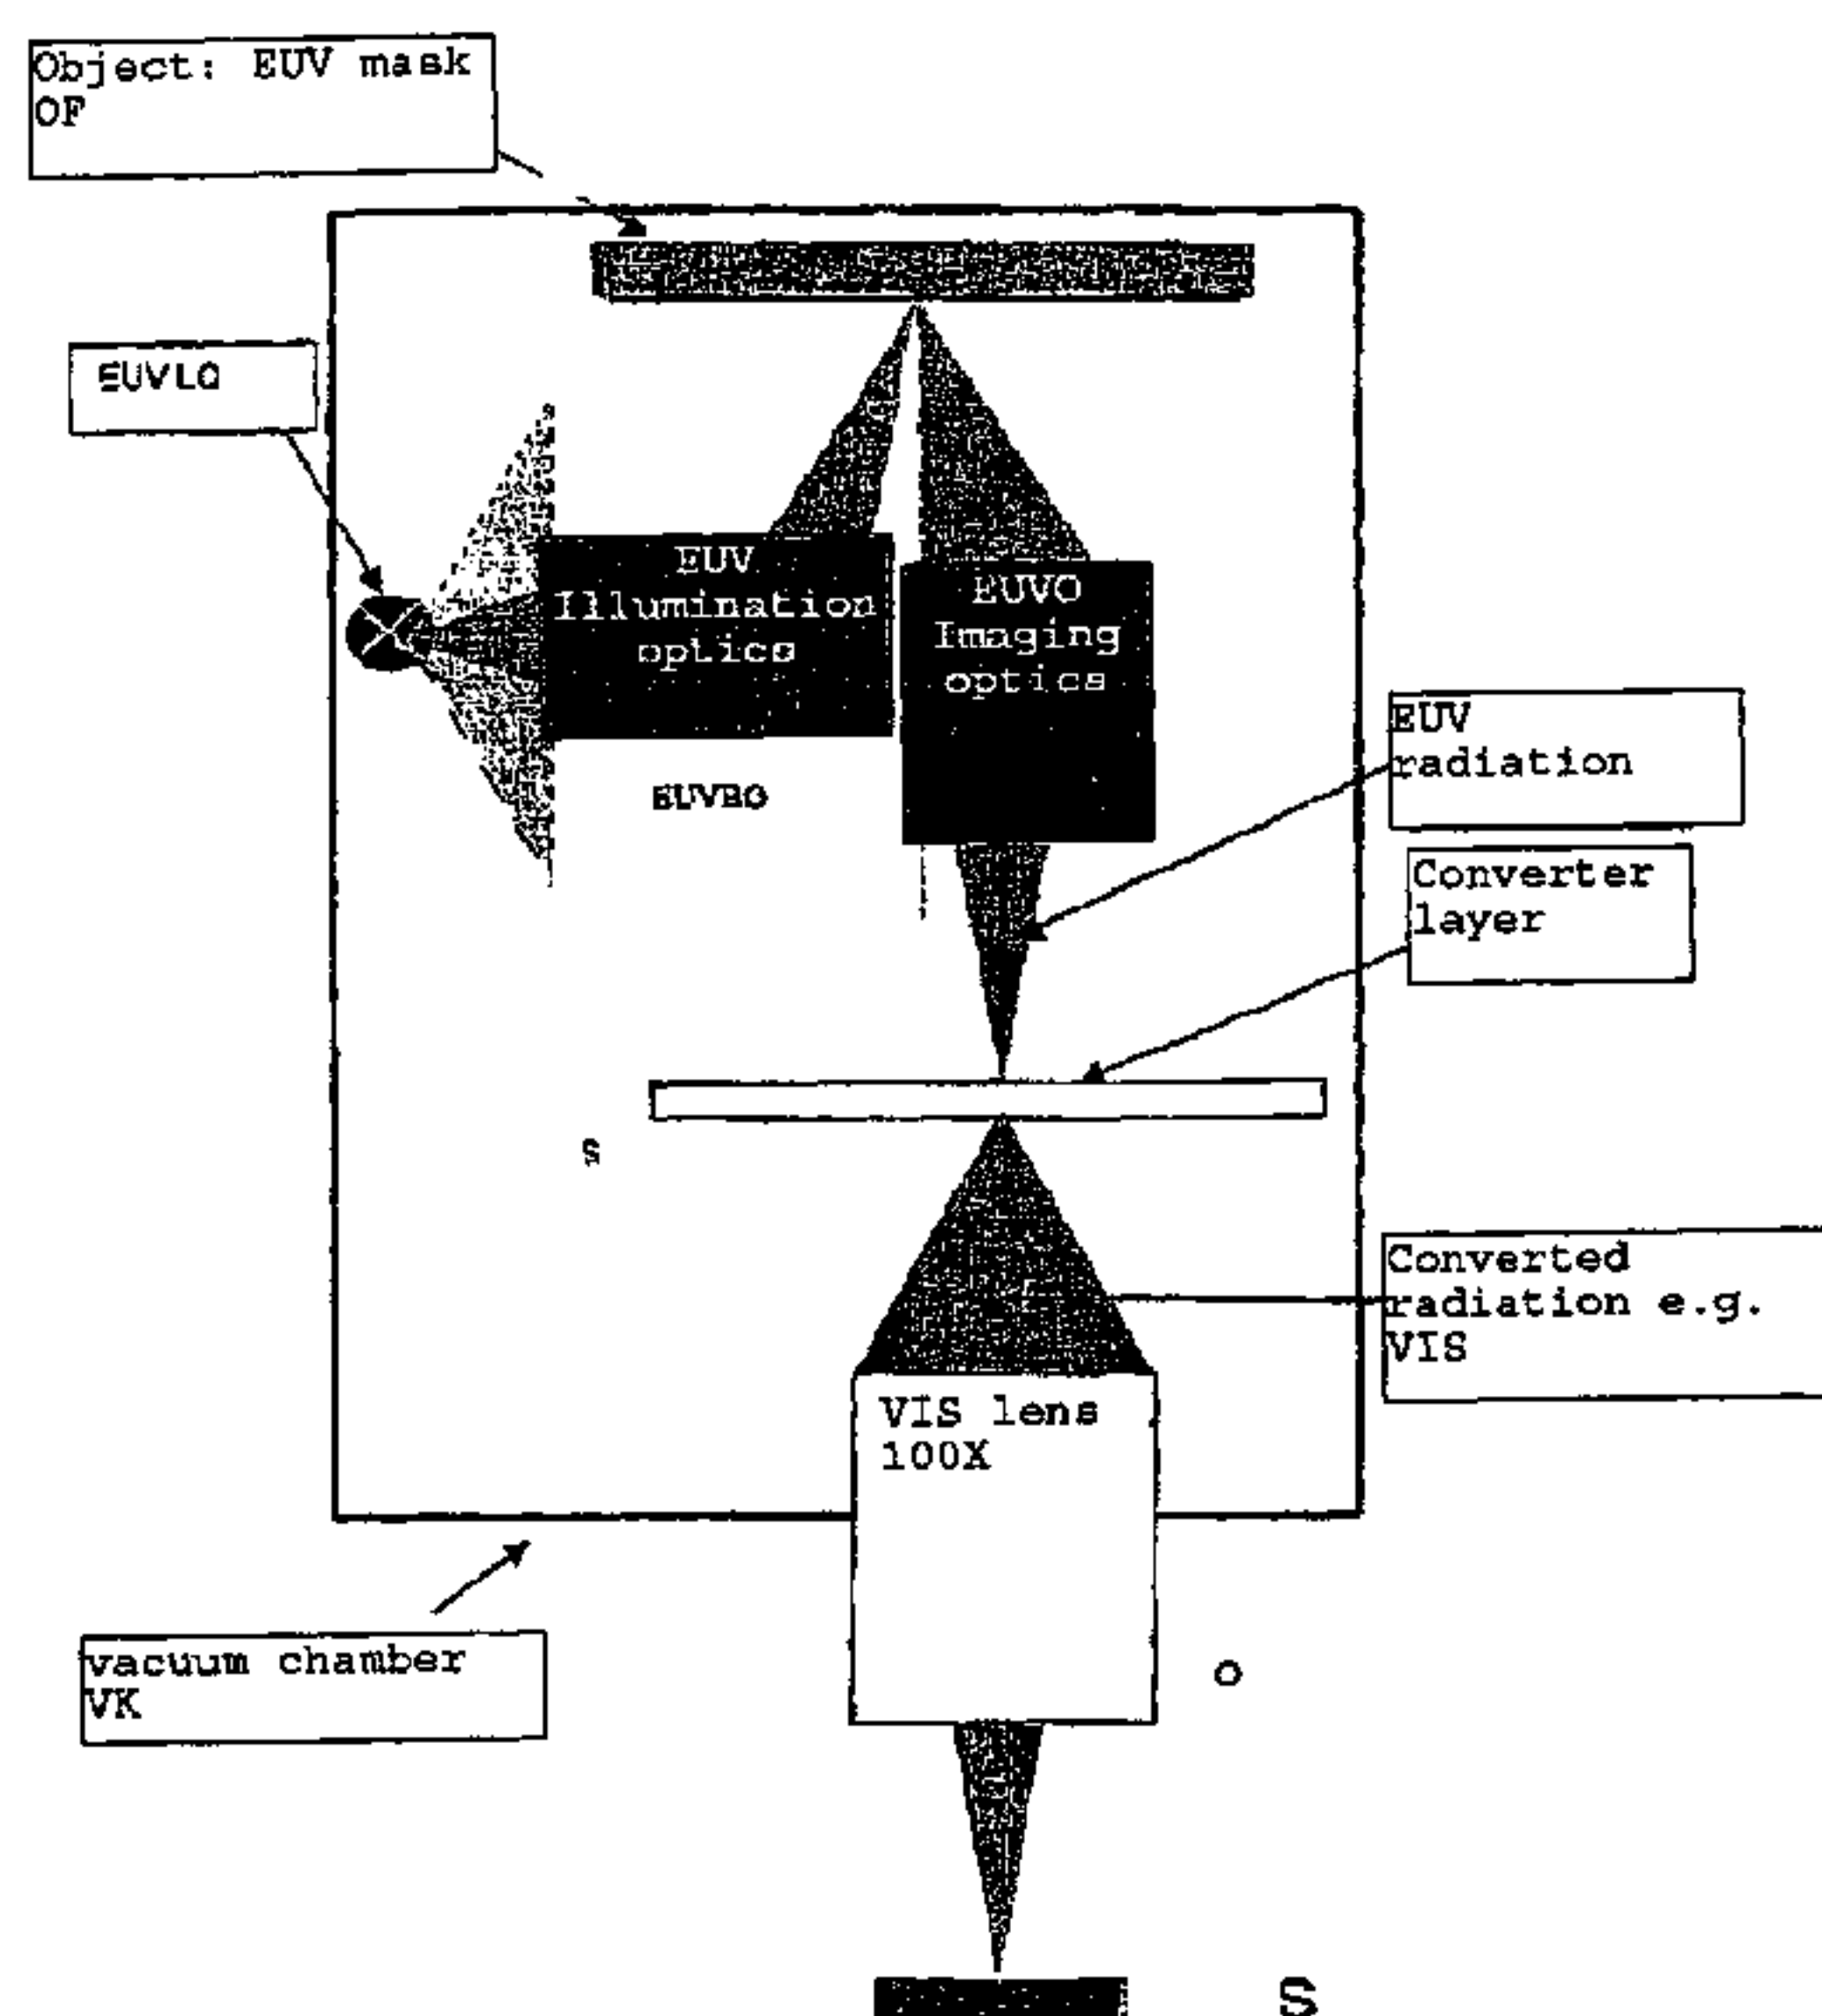 Object: EUV mask
OF
EUVLQ
EUV
Illumination
optics
EUVO
Imaging
optics
EUVBO
EUV
radiation
Converter
layer
S
Converted
radiation e.g.
VIS
VIS lens
100X
vacuum chamber
VK
O
S